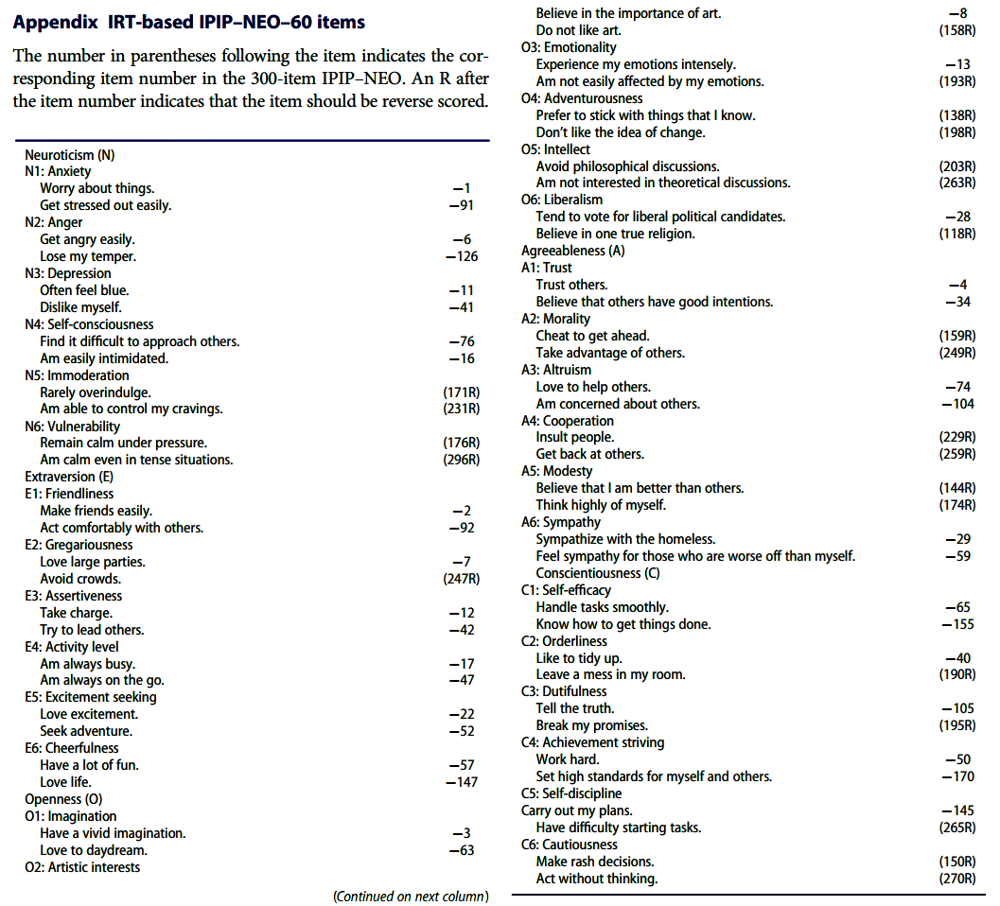 Appendix IRT-based IPIP–NEO–60 items
The number in parentheses following the item indicates the cor-
responding item number in the 300-item IPIP–NEO. An R after
the item number indicates that the item should be reverse scored.
Neuroticism (N)
N1: Anxiety
Worry about things. −1
Get stressed out easily. −91
N2: Anger
Get angry easily. −6
Lose my temper. −126
N3: Depression
Often feel blue. −11
Dislike myself. −41
N4: Self-consciousness
Find it difficult to approach others. −76
Am easily intimidated. −16
N5: Immoderation
Rarely overindulge. (171R)
Am able to control my cravings. (231R)
N6: Vulnerability
Remain calm under pressure. (176R)
Am calm even in tense situations. (296R)
Extraversion (E)
E1: Friendliness
Make friends easily. −2
Act comfortably with others. −92
E2: Gregariousness
Love large parties. −7
Avoid crowds. (247R)
E3: Assertiveness
Take charge. −12
Try to lead others. −42
E4: Activity level
Am always busy. −17
Am always on the go. −47
E5: Excitement seeking
Love excitement. −22
Seek adventure. −52
E6: Cheerfulness
Have a lot of fun. −57
Love life. −147
Openness (O)
O1: Imagination
Have a vivid imagination. −3
Love to daydream. −63
O2: Artistic interests
(Continued on next column)
Believe in the importance of art. −8
Do not like art. (158R)
O3: Emotionality
Experience my emotions intensely. −13
Am not easily affected by my emotions. (193R)
O4: Adventurousness
Prefer to stick with things that I know. (138R)
Don't like the idea of change. (198R)
O5: Intellect
Avoid philosophical discussions. (203R)
Am not interested in theoretical discussions. (263R)
O6: Liberalism
Tend to vote for liberal political candidates. −28
Believe in one true religion. (118R)
Agreeableness (A)
A1: Trust
Trust others. −4
Believe that others have good intentions. −34
A2: Morality
Cheat to get ahead. (159R)
Take advantage of others. (249R)
A3: Altruism
Love to help others. −74
Am concerned about others. −104
A4: Cooperation
Insult people. (229R)
Get back at others. (259R)
A5: Modesty
Believe that I am better than others. (144R)
Think highly of myself. (174R)
A6: Sympathy
Sympathize with the homeless. −29
Feel sympathy for those who are worse off than myself. −59
Conscientiousness (C)
C1: Self-efficacy
Handle tasks smoothly. −65
Know how to get things done. −155
C2: Orderliness
Like to tidy up. −40
Leave a mess in my room. (190R)
C3: Dutifulness
Tell the truth. −105
Break my promises. (195R)
C4: Achievement striving
Work hard. −50
Set high standards for myself and others. −170
C5: Self-discipline
Carry out my plans. −145
Have difficulty starting tasks. (265R)
C6: Cautiousness
Make rash decisions. (150R)
Act without thinking. (270R)